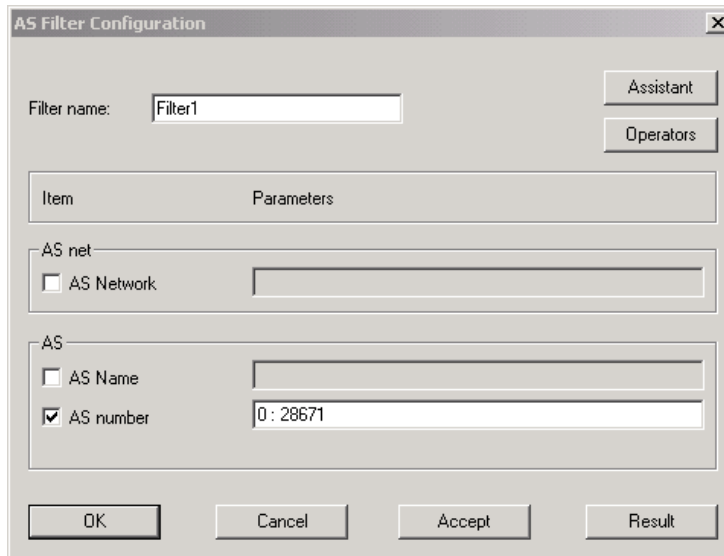 AS Filter Configuration
Assistant
Filter name: Filter1
Operators
Item Parameters
AS net
AS Network
AS
AS Name
AS number 0 : 28671
OK Cancel Accept Result